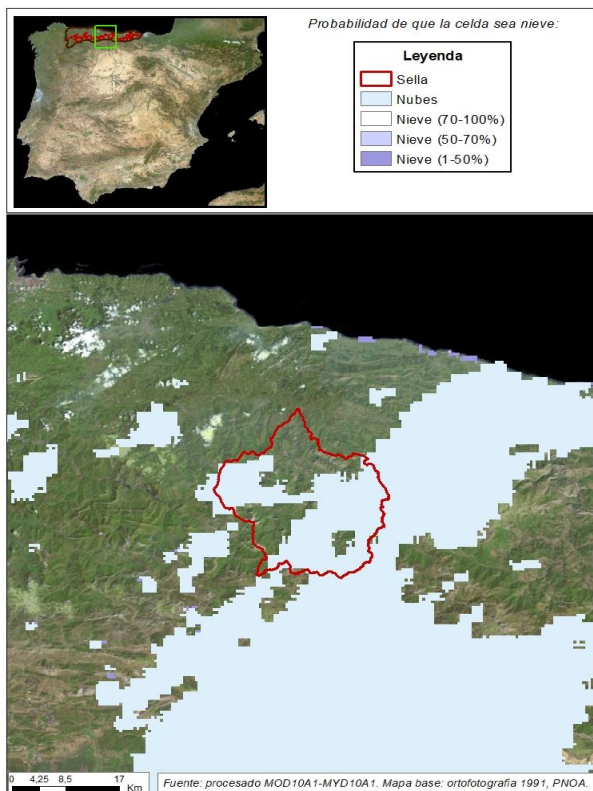 Probabilidad de que la celda sea nieve:
Leyenda
Sella
Nubes
Nieve (70-100%)
Nieve (50-70%)
Nieve (1-50%)
0 4,25 8,5 17
Km
Fuente: procesado MOD10A1-MYD10A1. Mapa base: ortofotografia 1991, PNOA.